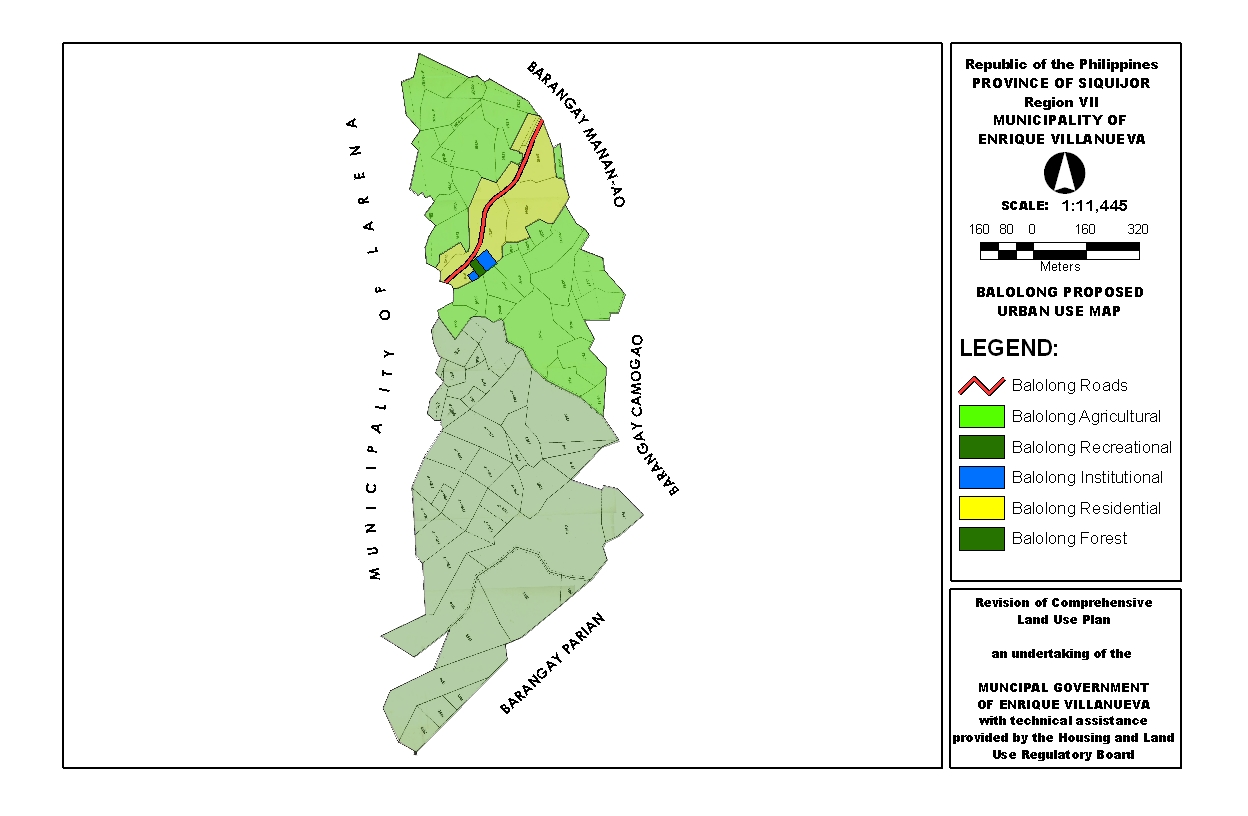 MUNICIPALITY OF LARENA
BARANGAY MANAN-AO
BARANGAY CAMOGAO
BARANGAY PARIAN
Republic of the Philippines
PROVINCE OF SIQUIJOR
Region VII
MUNICIPALITY OF
ENRIQUE VILLANUEVA
SCALE: 1:11,445
160 80 0 160 320
Meters
BALOLONG PROPOSED
URBAN USE MAP
LEGEND:
Balolong Roads
Balolong Agricultural
Balolong Recreational
Balolong Institutional
Balolong Residential
Balolong Forest
Revision of Comprehensive
Land Use Plan
an undertaking of the
MUNCIPAL GOVERNMENT
OF ENRIQUE VILLANUEVA
with technical assistance
provided by the Housing and Land
Use Regulatory Board